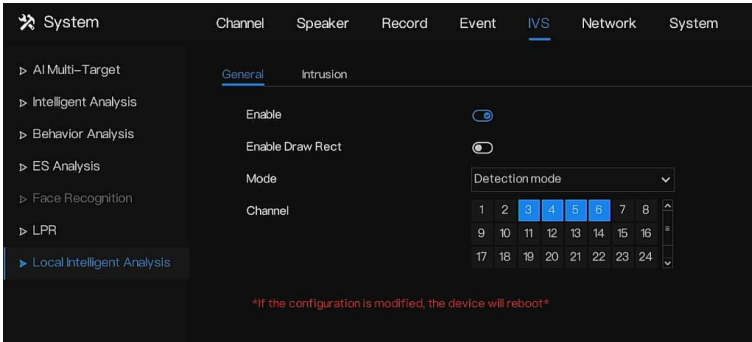 System
Channel Speaker Record Event IVS Network System
AI Multi-Target
Intelligent Analysis
Behavior Analysis
ES Analysis
Face Recognition
LPR
Local Intelligent Analysis
General Intrusion
Enable
Enable Draw Rect
Mode Detection mode
Channel 1 2 3 4 5 6 7 8
9 10 11 12 13 14 15 16
17 18 19 20 21 22 23 24
*If the configuration is modified, the device will reboot*